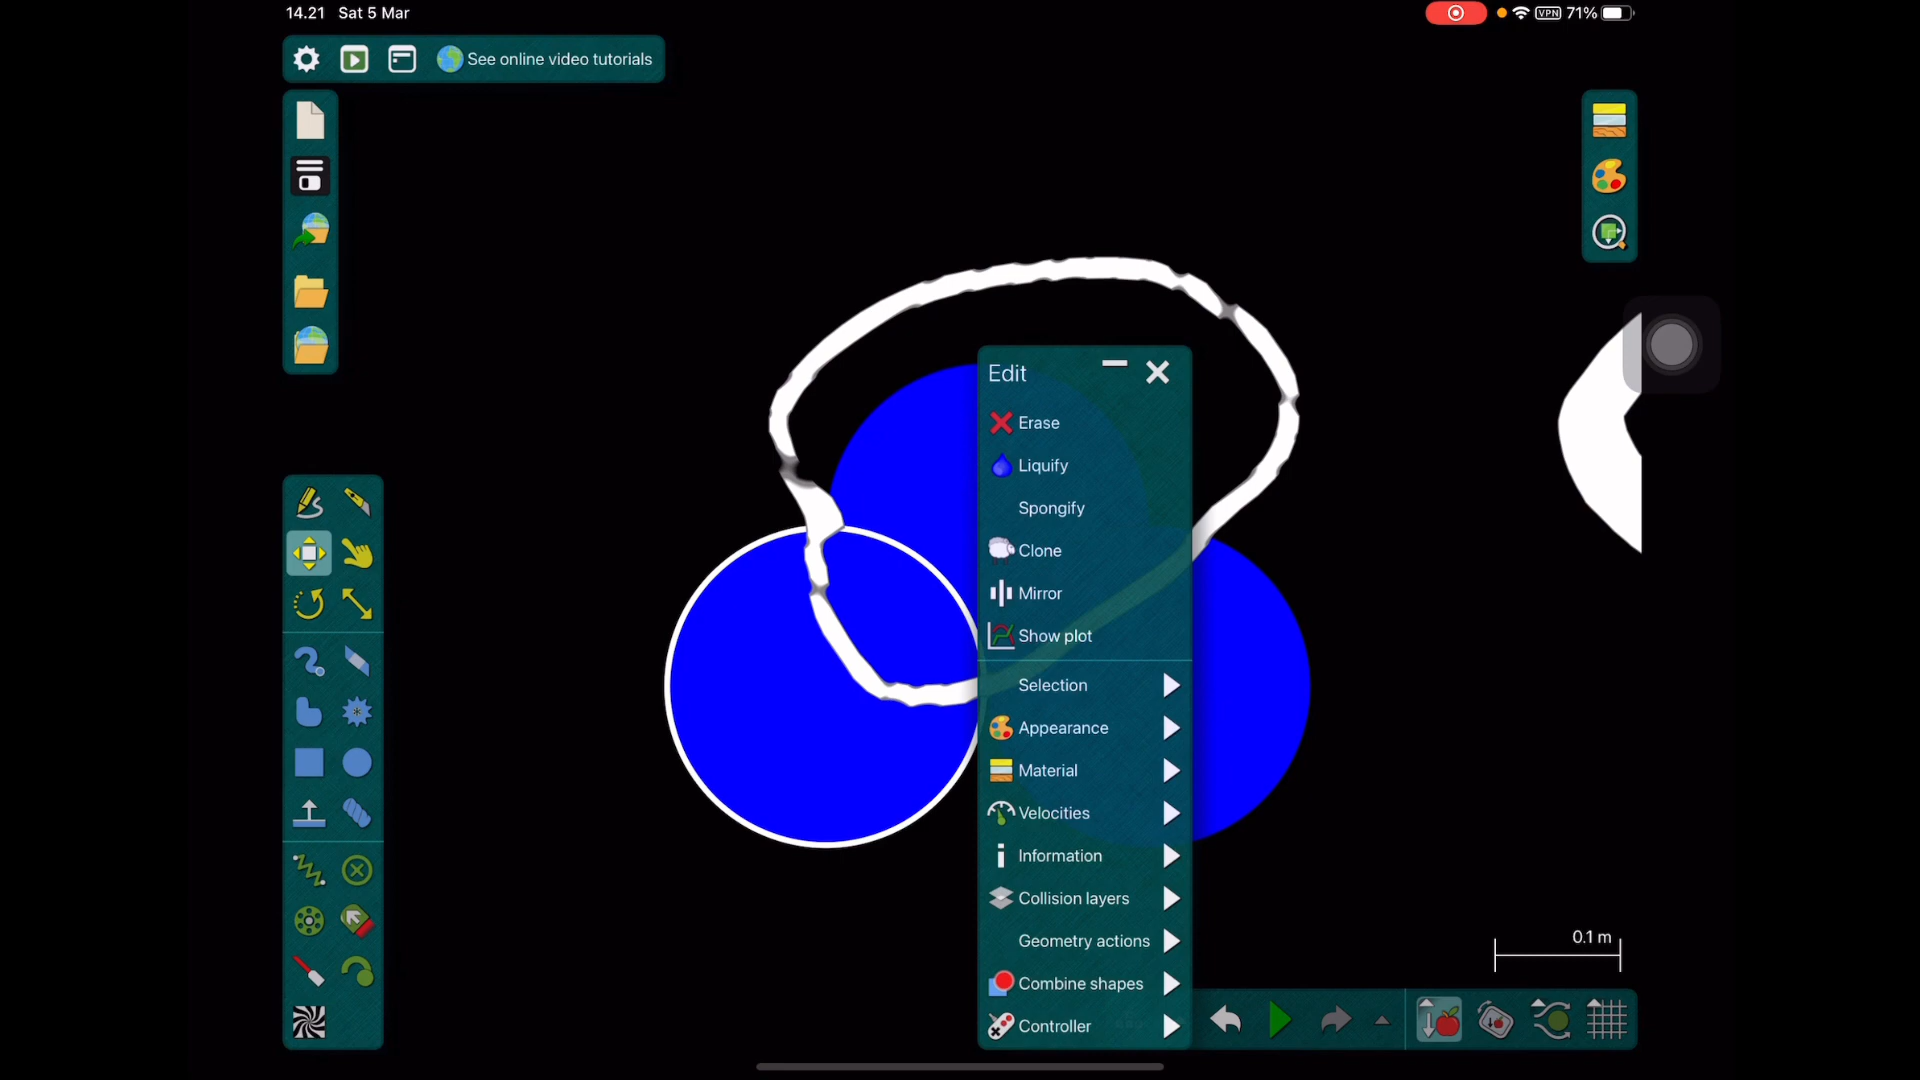 14.21 Sat 5 Mar
VPN 71%
See online video tutorials
Edit
Erase
Liquify
Spongify
Clone
Mirror
Show plot
Selection
Appearance
Material
Velocities
Information
Collision layers
Geometry actions
Combine shapes
Controller
0.1 m